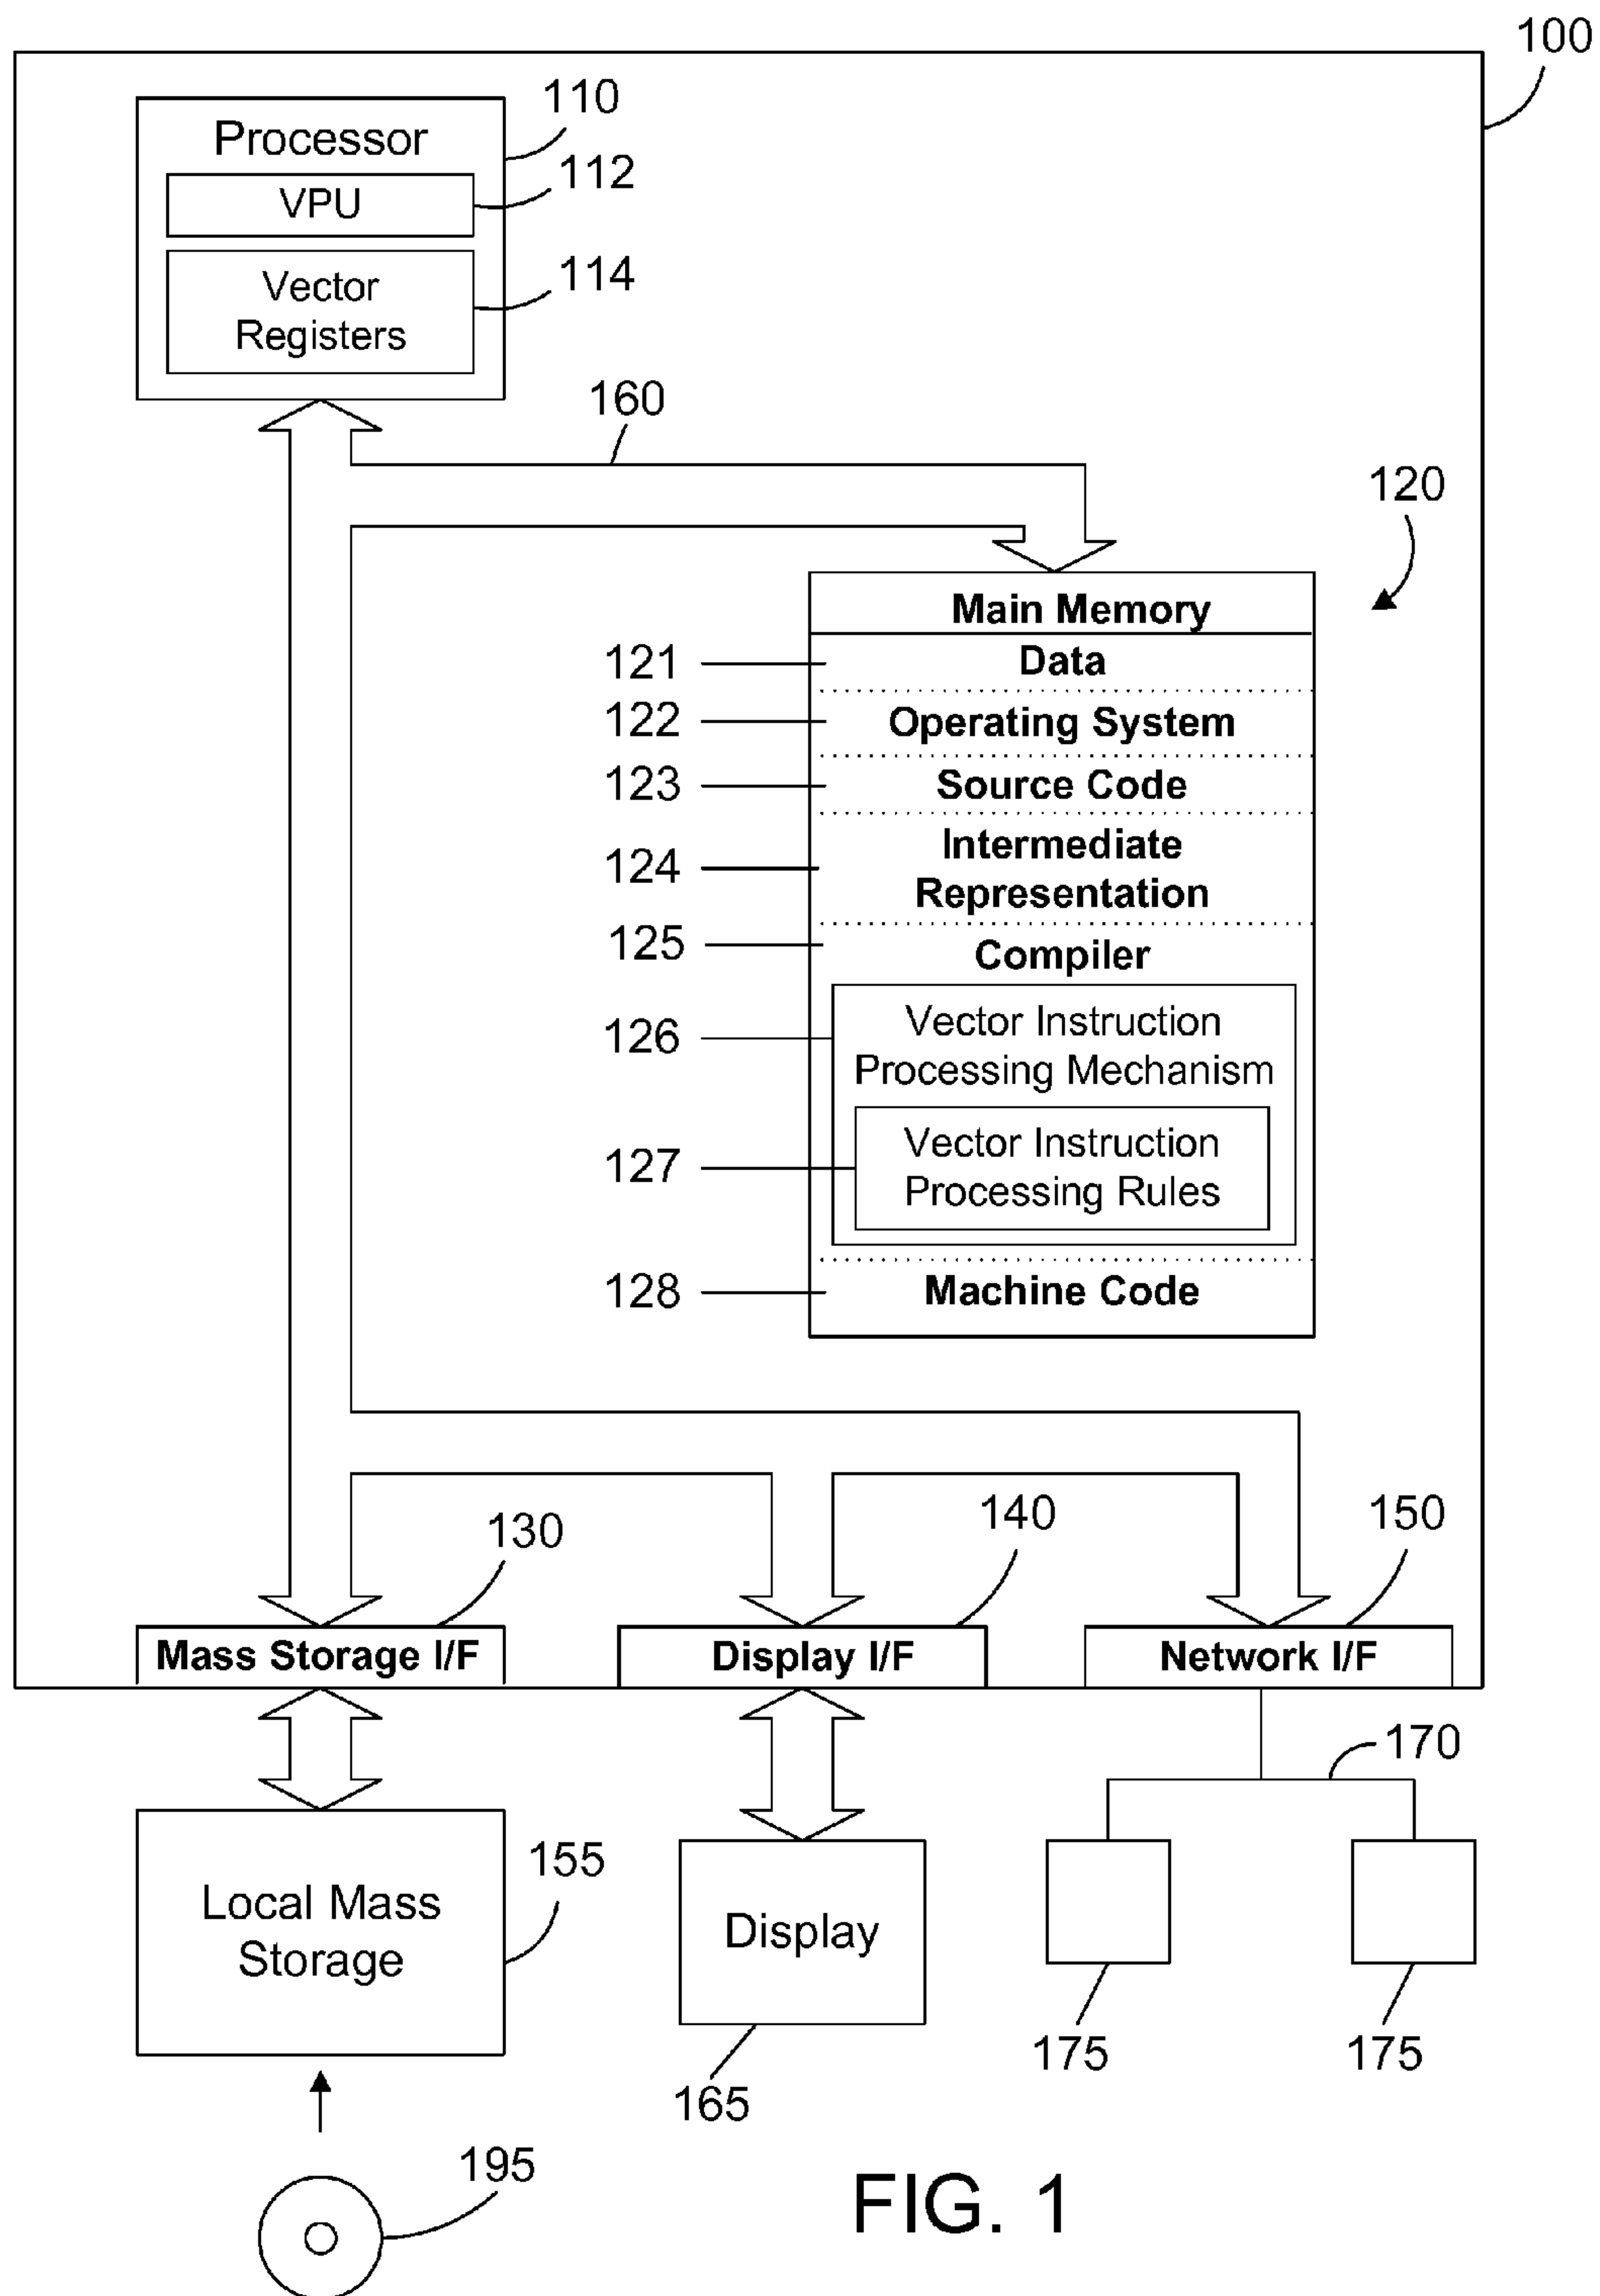 100
110
Processor
112
VPU
114
Vector
Registers
160
120
Main Memory
121
Data
122
Operating System
123
Source Code
124
Intermediate
Representation
125
Compiler
126
Vector Instruction
Processing Mechanism
127
Vector Instruction
Processing Rules
128
Machine Code
130
140
150
Mass Storage I/F
Display I/F
Network I/F
170
155
Local Mass
Storage
Display
165
175
175
195
FIG. 1